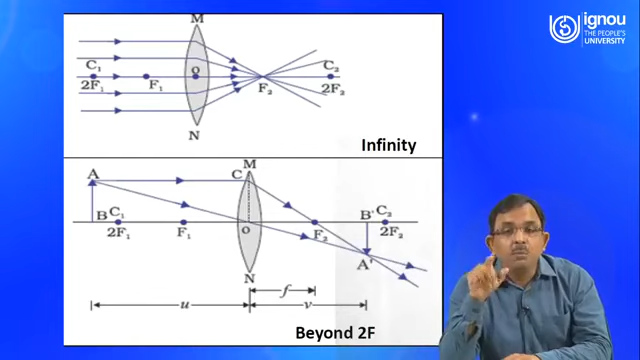 ignou
THE PEOPLE'S
UNIVERSITY
M
C₁
O
C₂
2F₁
F₁
F₂
2F₂
N
Infinity
A
C
M
B
C₁
B'
C₂
2F₁
F₁
O
F₂
2F₂
A'
N
f
u
v
Beyond 2F